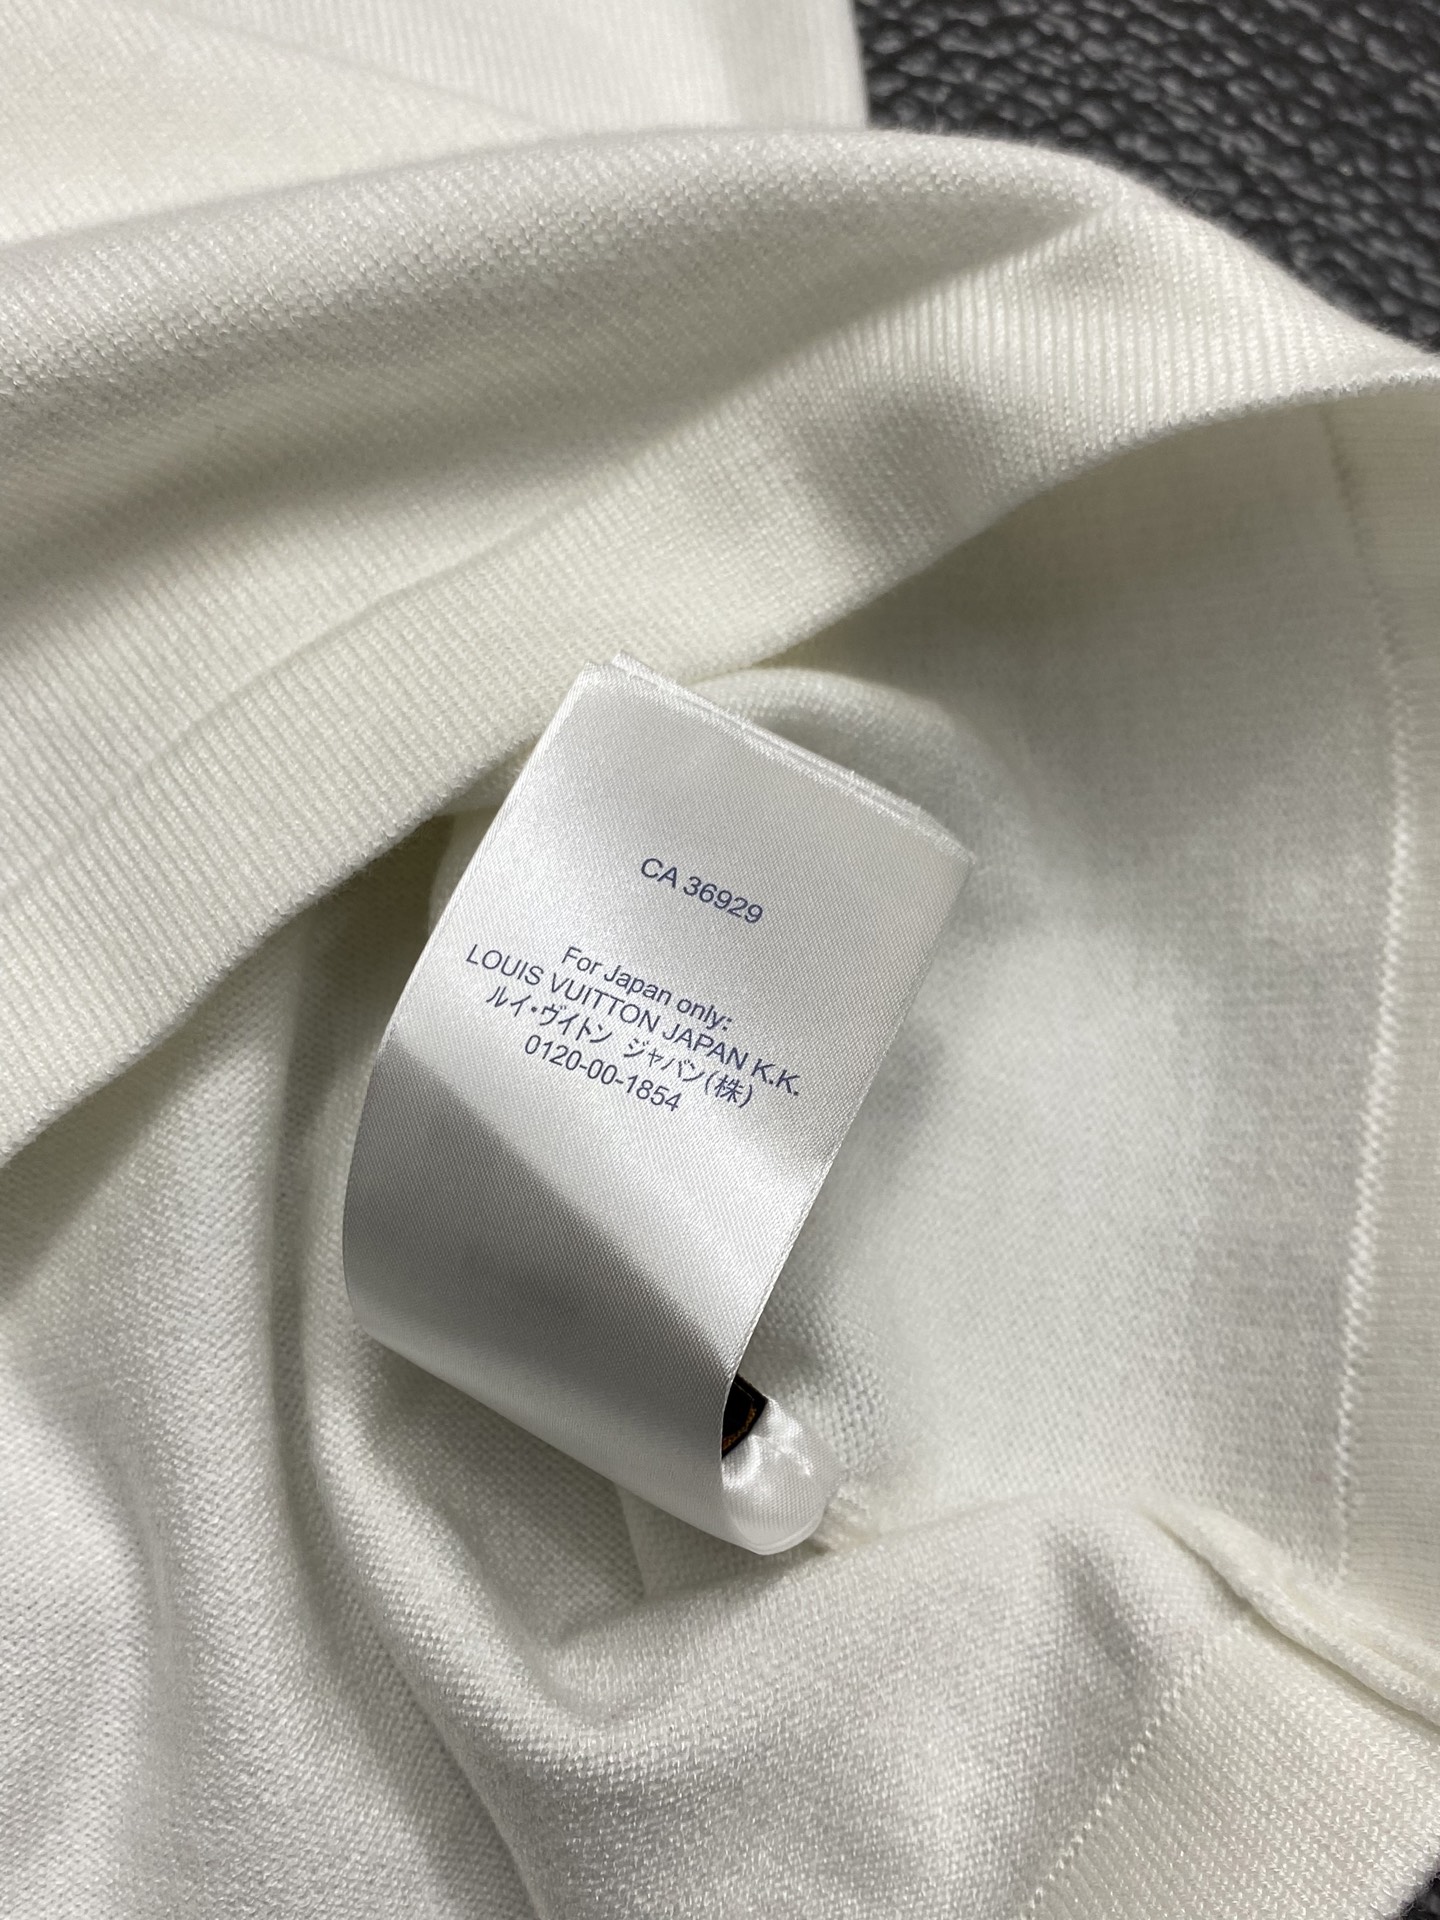 CA 36929
For Japan only:
LOUIS VUITTON JAPAN K.K.
ルイ・ヴイトン ジャパン(株)
0120-00-1854